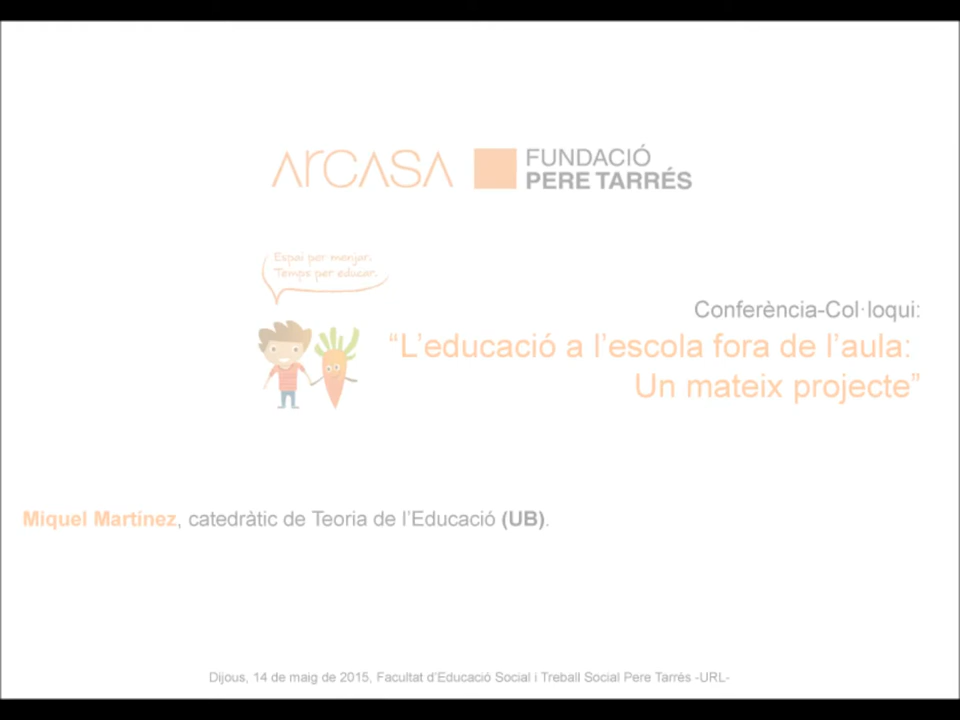 ARCASA
FUNDACIÓ
PERE TARRÉS
Espai per menjar.
Temps per educar.
Conferència-Col·loqui:
“L’educació a l’escola fora de l’aula:
Un mateix projecte”
Miquel Martínez, catedràtic de Teoria de l’Educació (UB).
Dijous, 14 de maig de 2015, Facultat d’Educació Social i Treball Social Pere Tarrés -URL-